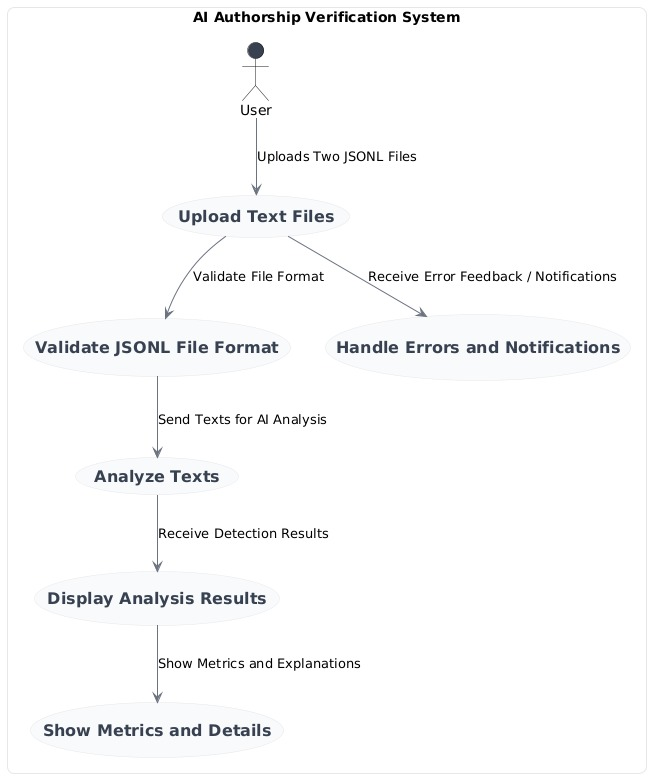 AI Authorship Verification System
User
Uploads Two JSONL Files
Upload Text Files
Validate File Format
Receive Error Feedback / Notifications
Validate JSONL File Format
Handle Errors and Notifications
Send Texts for AI Analysis
Analyze Texts
Receive Detection Results
Display Analysis Results
Show Metrics and Explanations
Show Metrics and Details